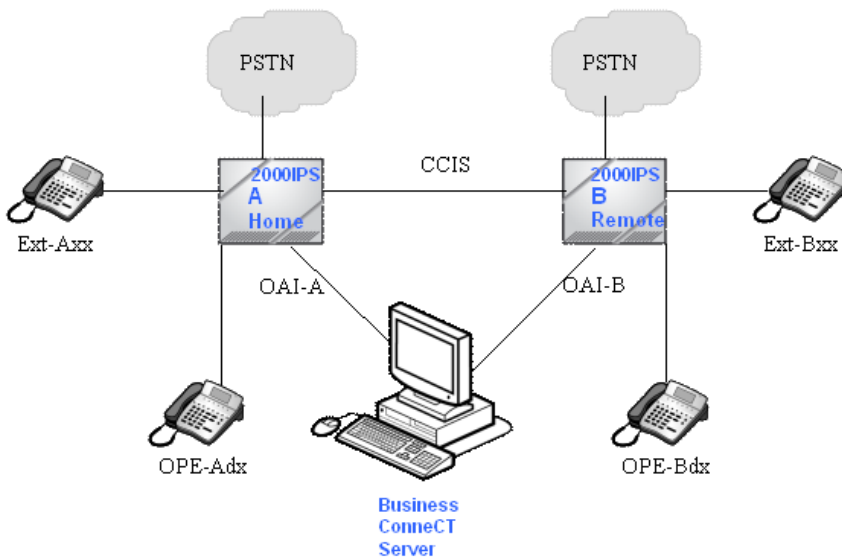 PSTN
PSTN
CCIS
2000IPS
A
Home
2000IPS
B
Remote
Ext-Axx
Ext-Bxx
OAI-A
OAI-B
OPE-Adx
OPE-Bdx
Business
ConneCT
Server